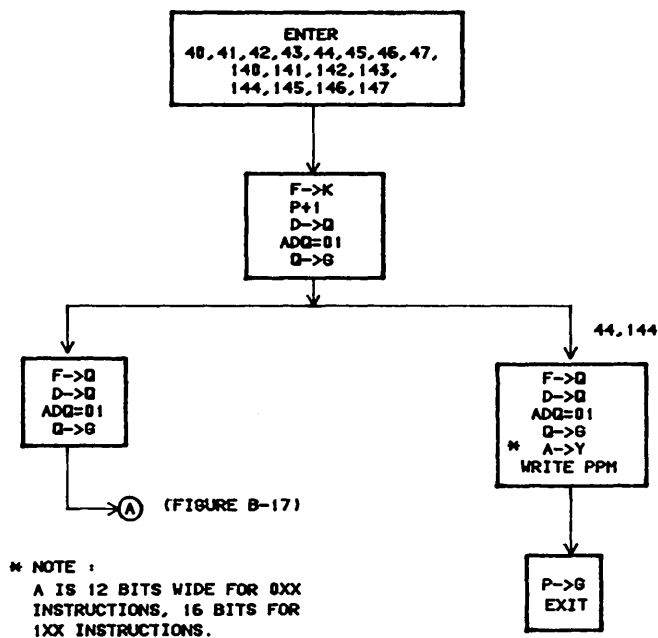 ENTER
40,41,42,43,44,45,46,47,
140,141,142,143,
144,145,146,147
F->K
P+1
D->Q
ADQ=01
Q->G
44,144
F->Q
D->Q
ADQ=01
Q->G
A (FIGURE B-17)
F->Q
D->Q
ADQ=01
Q->G
* A->Y
WRITE PPM
P->G
EXIT
* NOTE :
A IS 12 BITS WIDE FOR 0XX
INSTRUCTIONS, 16 BITS FOR
1XX INSTRUCTIONS.